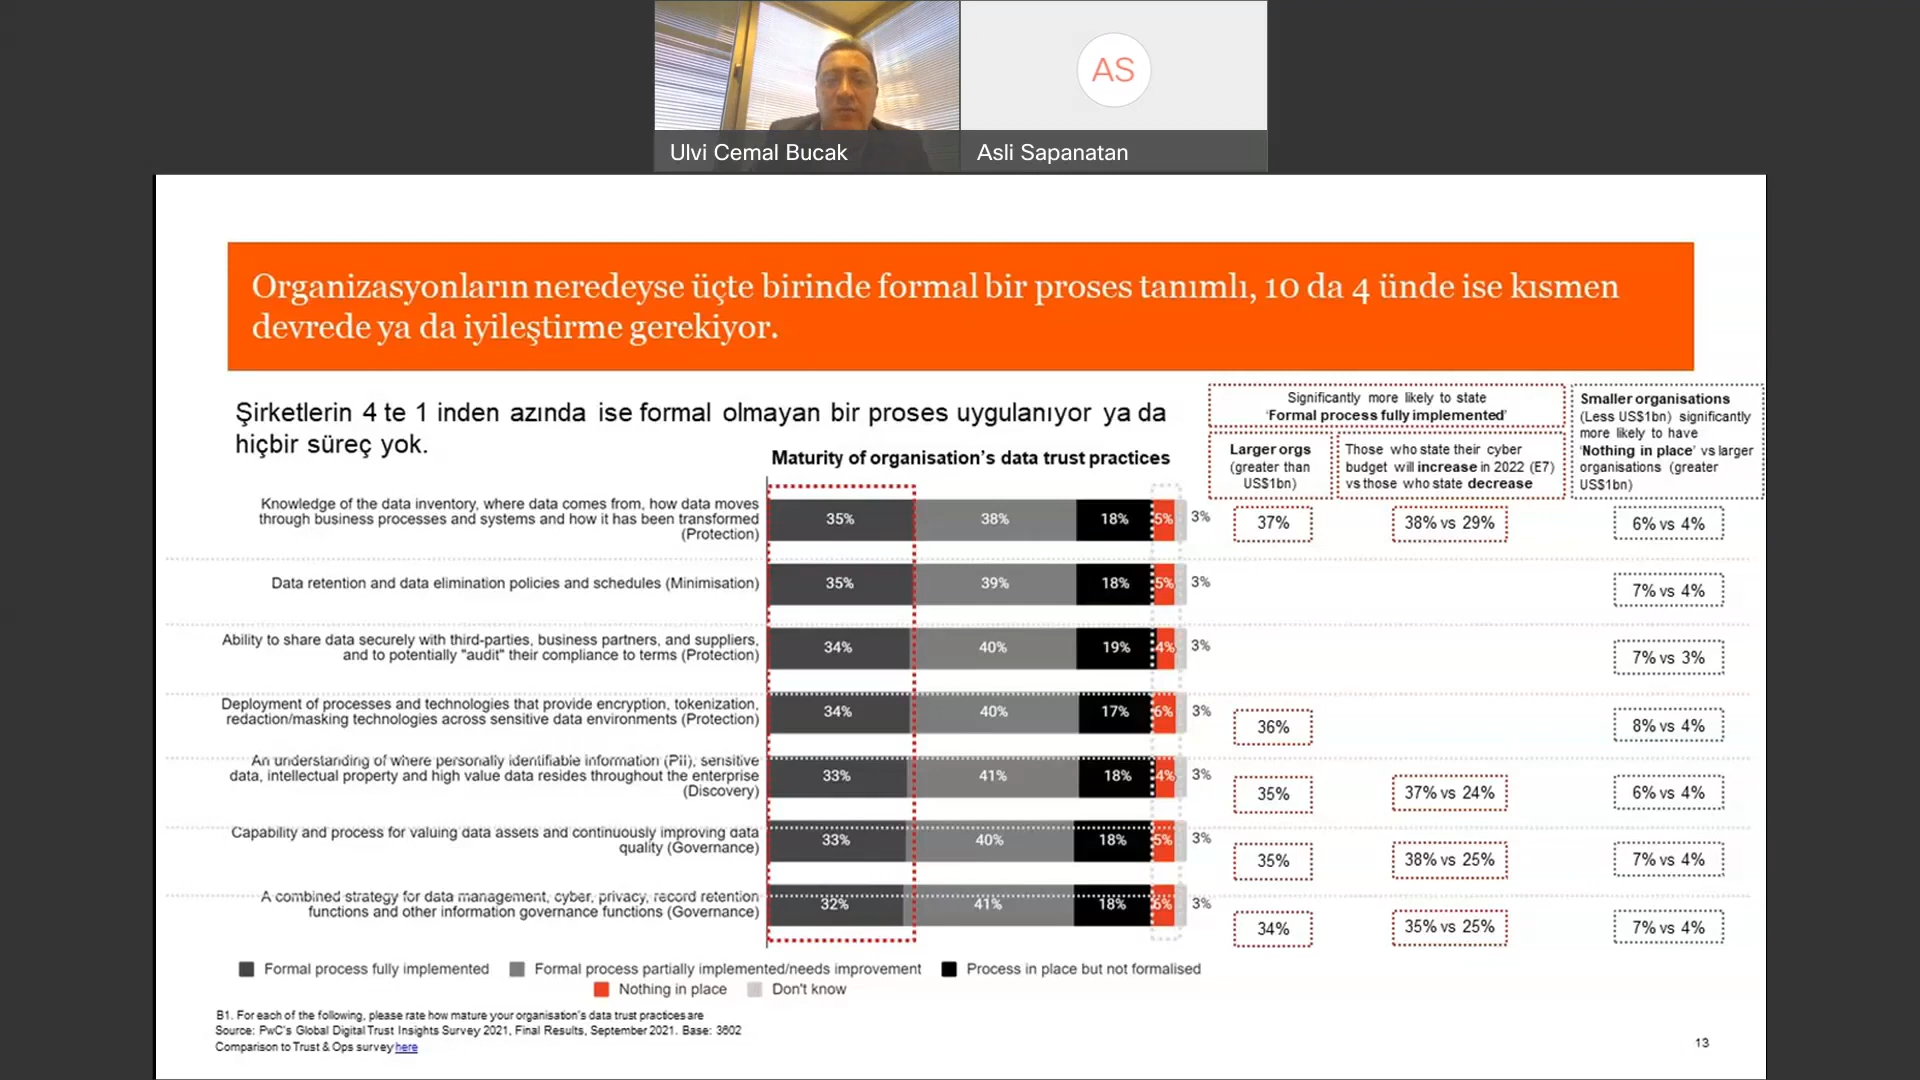 AS
Ulvi Cemal Bucak
Asli Sapanatan
Organizasyonların neredeyse üçte birinde formal bir proses tanımlı, 10 da 4 ünde ise kısmen
devrede ya da iyileştirme gerekiyor.
Şirketlerin 4 te 1 inden azında ise formal olmayan bir proses uygulanıyor ya da
hiçbir süreç yok.
Maturity of organisation's data trust practices
Significantly more likely to state
'Formal process fully implemented'
Larger orgs
(greater than
US$1bn)
Those who state their cyber
budget will increase in 2022 (E7)
vs those who state decrease
Smaller organisations
(Less US$1bn) significantly
more likely to have
'Nothing in place' vs larger
organisations (greater
US$1bn)
Knowledge of the data inventory, where data comes from, how data moves
through business processes and systems and how it has been transformed
(Protection)
35% 38% 18% 5% 3%
37% 38% vs 29% 6% vs 4%
Data retention and data elimination policies and schedules (Minimisation)
35% 39% 18% 5% 3%
7% vs 4%
Ability to share data securely with third-parties, business partners, and suppliers,
and to potentially "audit" their compliance to terms (Protection)
34% 40% 19% 4% 3%
7% vs 3%
Deployment of processes and technologies that provide encryption, tokenization,
redaction/masking technologies across sensitive data environments (Protection)
34% 40% 17% 6% 3%
36% 8% vs 4%
An understanding of where personally identifiable information (PII), sensitive
data, intellectual property and high value data resides throughout the enterprise
(Discovery)
33% 41% 18% 4% 3%
35% 37% vs 24% 6% vs 4%
Capability and process for valuing data assets and continuously improving data
quality (Governance)
33% 40% 18% 5% 3%
35% 38% vs 25% 7% vs 4%
A combined strategy for data management, cyber, privacy, record retention
functions and other information governance functions (Governance)
32% 41% 18% 6% 3%
34% 35% vs 25% 7% vs 4%
Formal process fully implemented Formal process partially implemented/needs improvement Process in place but not formalised
Nothing in place Don't know
B1. For each of the following, please rate how mature your organisation's data trust practices are
Source: PwC's Global Digital Trust Insights Survey 2021, Final Results, September 2021. Base: 3602
Comparison to Trust & Ops survey here
13